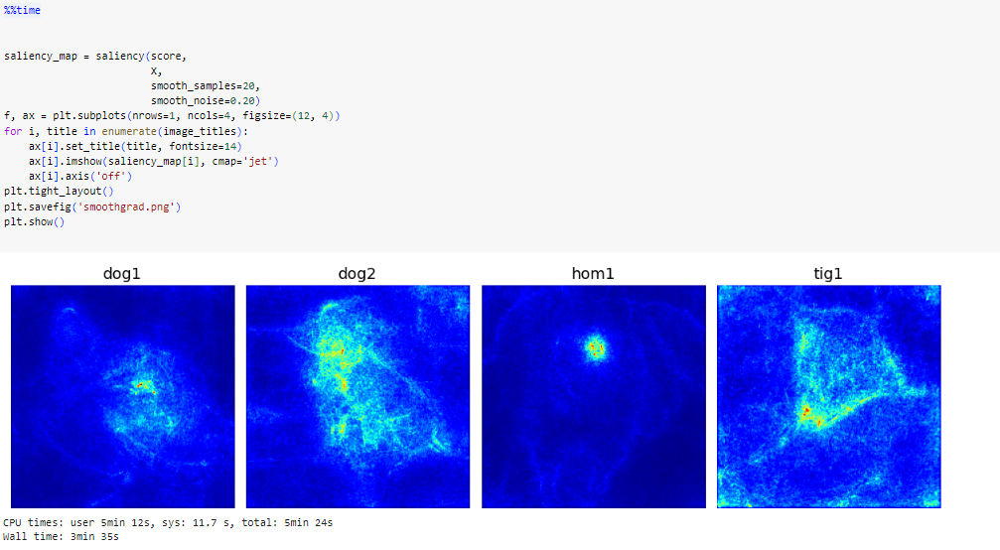 %%time
saliency_map = saliency(score,
X,
smooth_samples=20,
smooth_noise=0.20)
f, ax = plt.subplots(nrows=1, ncols=4, figsize=(12, 4))
for i, title in enumerate(image_titles):
ax[i].set_title(title, fontsize=14)
ax[i].imshow(saliency_map[i], cmap='jet')
ax[i].axis('off')
plt.tight_layout()
plt.savefig('smoothgrad.png')
plt.show()
dog1 dog2 hom1 tig1
CPU times: user 5min 12s, sys: 11.7 s, total: 5min 24s
Wall time: 3min 35s